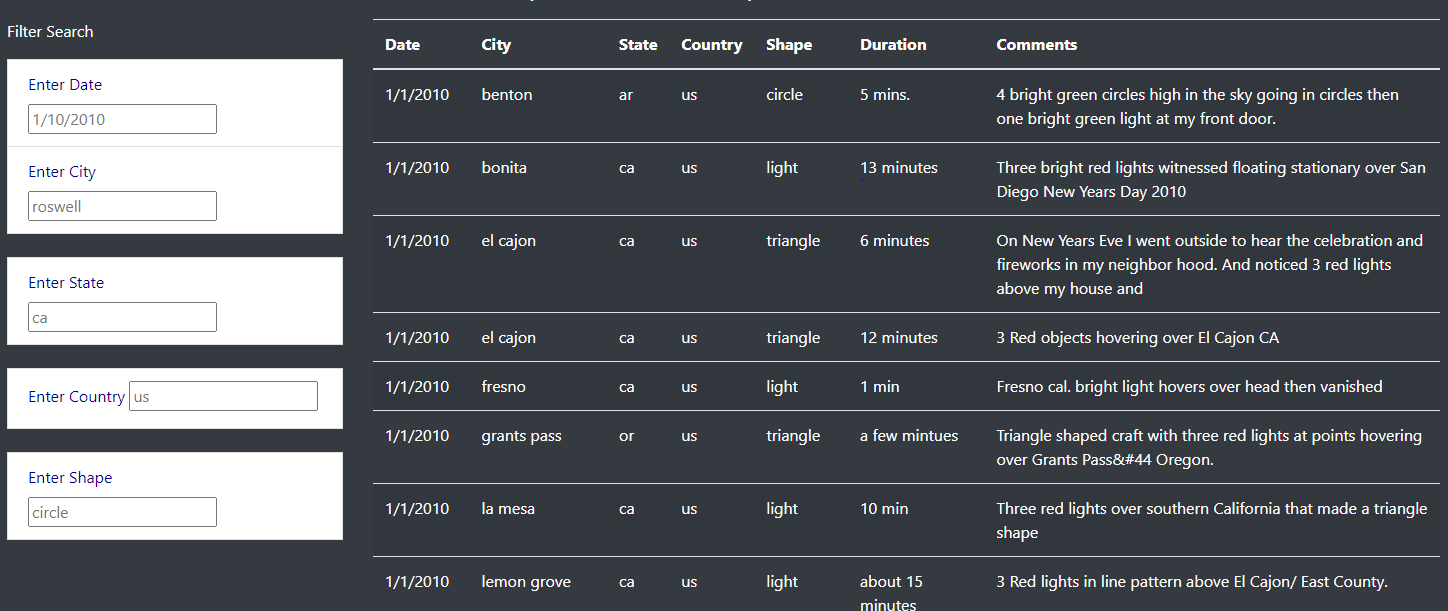 Filter Search
Enter Date
1/10/2010
Enter City
roswell
Enter State
ca
Enter Country us
Enter Shape
circle
Date City State Country Shape Duration Comments
1/1/2010 benton ar us circle 5 mins. 4 bright green circles high in the sky going in circles then
one bright green light at my front door.
1/1/2010 bonita ca us light 13 minutes Three bright red lights witnessed floating stationary over San
Diego New Years Day 2010
1/1/2010 el cajon ca us triangle 6 minutes On New Years Eve I went outside to hear the celebration and
fireworks in my neighbor hood. And noticed 3 red lights
above my house and
1/1/2010 el cajon ca us triangle 12 minutes 3 Red objects hovering over El Cajon CA
1/1/2010 fresno ca us light 1 min Fresno cal. bright light hovers over head then vanished
1/1/2010 grants pass or us triangle a few mintues Triangle shaped craft with three red lights at points hovering
over Grants Pass&#44 Oregon.
1/1/2010 la mesa ca us light 10 min Three red lights over southern California that made a triangle
shape
1/1/2010 lemon grove ca us light about 15 3 Red lights in line pattern above El Cajon/ East County.
minutes